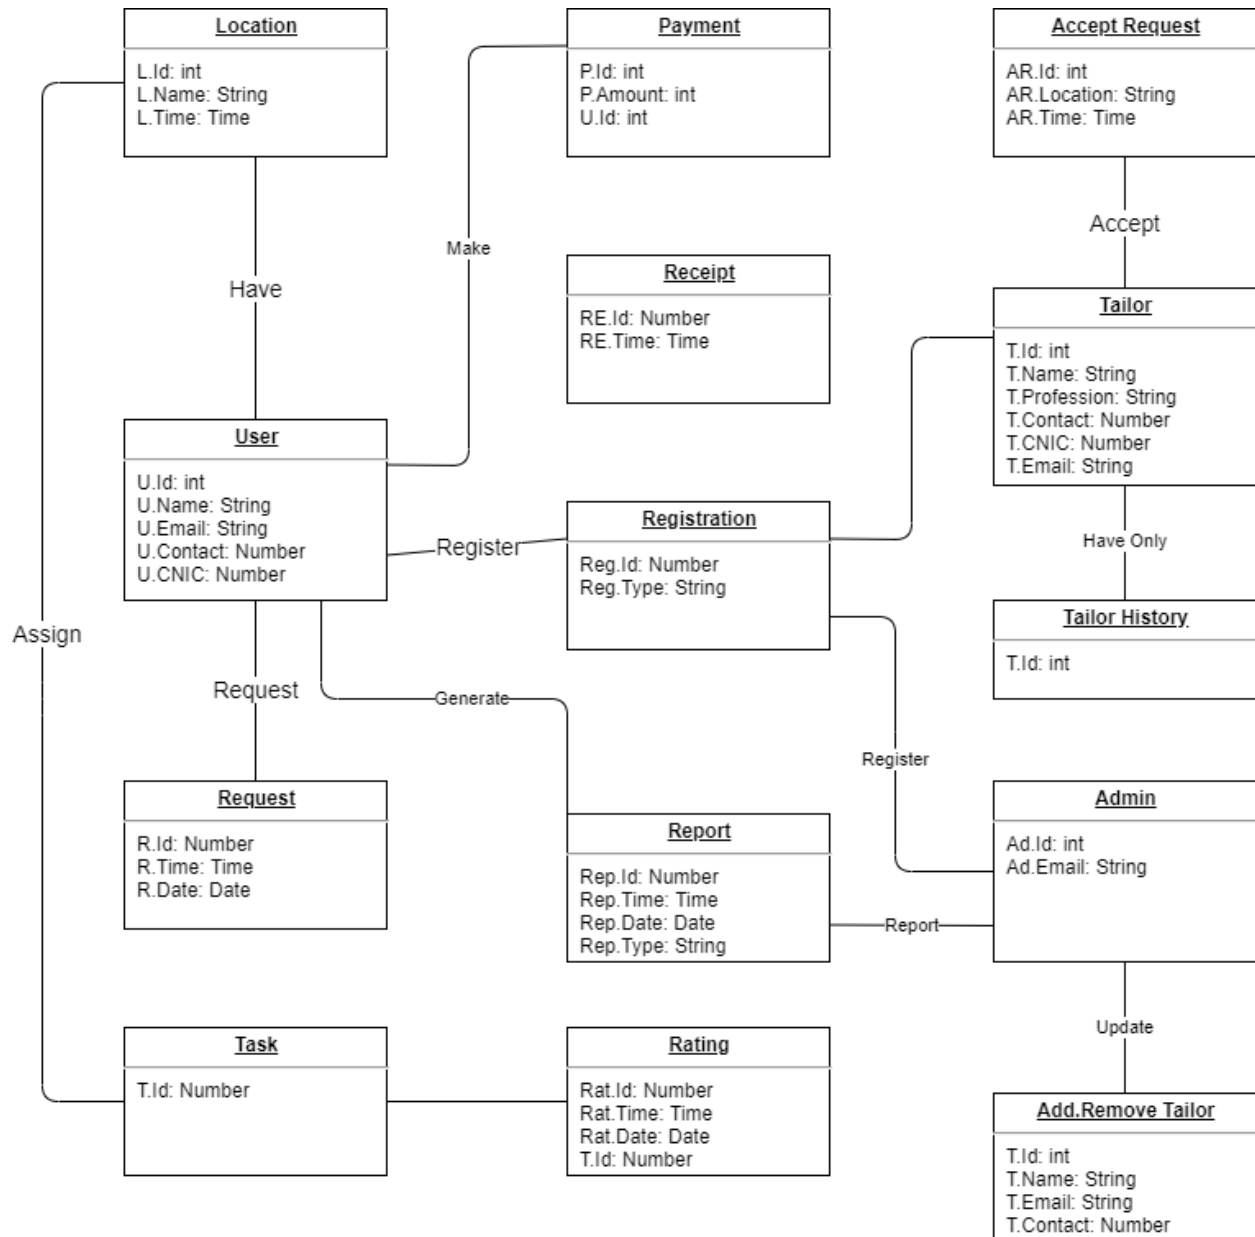 Location
L.Id: int
L.Name: String
L.Time: Time
Payment
P.Id: int
P.Amount: int
U.Id: int
Accept Request
AR.Id: int
AR.Location: String
AR.Time: Time
Accept
Make
Have
Receipt
RE.Id: Number
RE.Time: Time
Tailor
T.Id: int
T.Name: String
T.Profession: String
T.Contact: Number
T.CNIC: Number
T.Email: String
User
U.Id: int
U.Name: String
U.Email: String
U.Contact: Number
U.CNIC: Number
Register
Registration
Reg.Id: Number
Reg.Type: String
Have Only
Tailor History
T.Id: int
Assign
Request
Generate
Register
Request
R.Id: Number
R.Time: Time
R.Date: Date
Report
Rep.Id: Number
Rep.Time: Time
Rep.Date: Date
Rep.Type: String
Report
Admin
Ad.Id: int
Ad.Email: String
Update
Task
T.Id: Number
Rating
Rat.Id: Number
Rat.Time: Time
Rat.Date: Date
T.Id: Number
Add.Remove Tailor
T.Id: int
T.Name: String
T.Email: String
T.Contact: Number